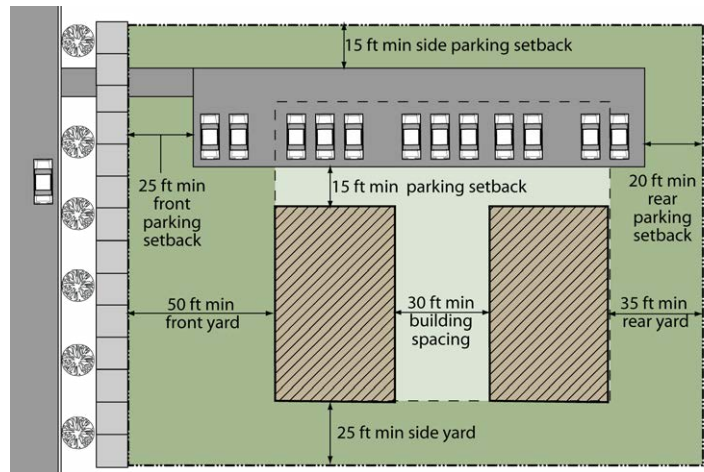 15 ft min side parking setback
25 ft min
front
parking
setback
15 ft min parking setback
20 ft min
rear
parking
setback
50 ft min
front yard
30 ft min
building
spacing
35 ft min
rear yard
25 ft min side yard